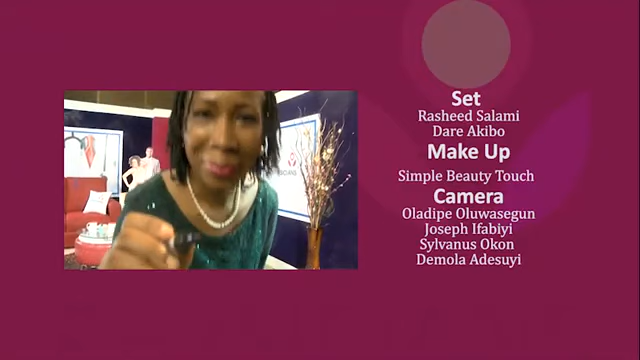 Set
Rasheed Salami
Dare Akibo
Make Up
Simple Beauty Touch
Camera
Oladipe Oluwasegun
Joseph Ifabiyi
Sylvanus Okon
Demola Adesuyi